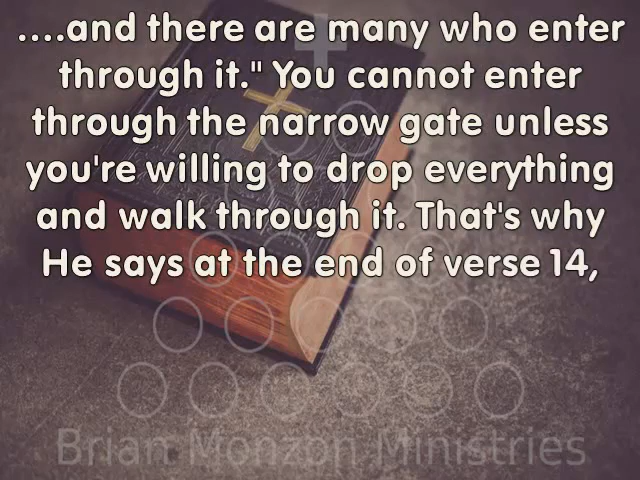 ....and there are many who enter
through it." You cannot enter
through the narrow gate unless
you're willing to drop everything
and walk through it. That's why
He says at the end of verse 14,
Brian Monzon Ministries